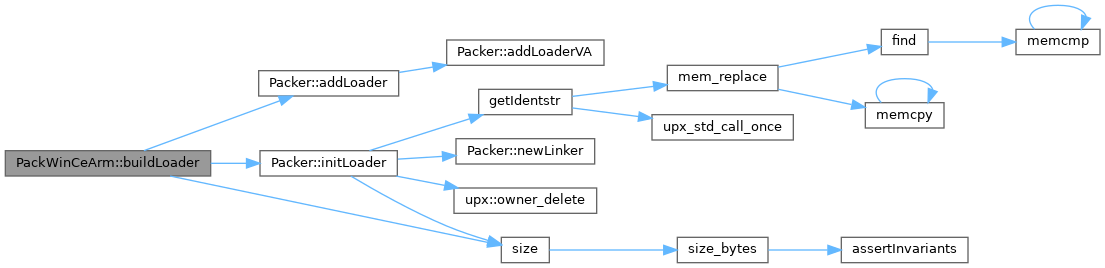 PackWinCeArm::buildLoader
Packer::addLoader
Packer::addLoaderVA
Packer::initLoader
getIdentstr
mem_replace
find
memcmp
memcpy
upx_std_call_once
Packer::newLinker
upx::owner_delete
size
size_bytes
assertInvariants